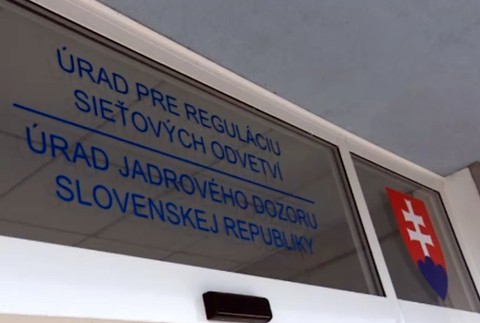 ÚRAD PRE REGULÁCIU
SIEŤOVÝCH ODVETVÍ
ÚRAD JADROVÉHO DOZORU
SLOVENSKEJ REPUBLIKY